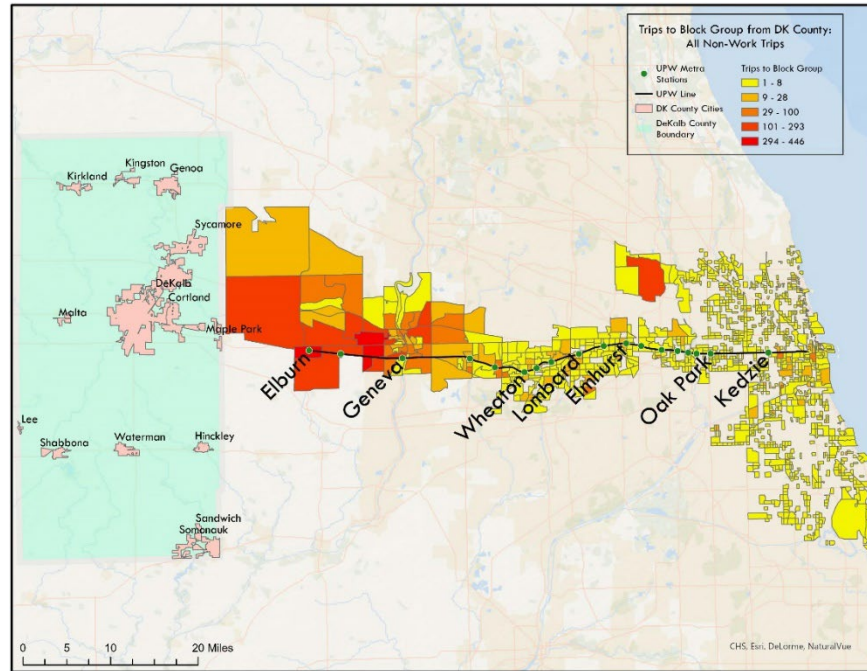 Trips to Block Group from DK County:
All Non-Work Trips
UPW Metra
Stations
UPW Line
DK County Cities
DeKalb County
Boundary
Trips to Block Group
1 - 8
9 - 28
29 - 100
101 - 293
294 - 446
Kirkland
Kingston
Genoa
Sycamore
DeKalb
Cortland
Malta
Maple Park
Elburn
Geneva
Wheaton
Lombard
Elmhurst
Oak Park
Kedzie
Lee
Shabbona
Waterman
Hinckley
Sandwich
Somonauk
0 5 10 20 Miles
CHS, Esri, DeLorme, NaturalVue